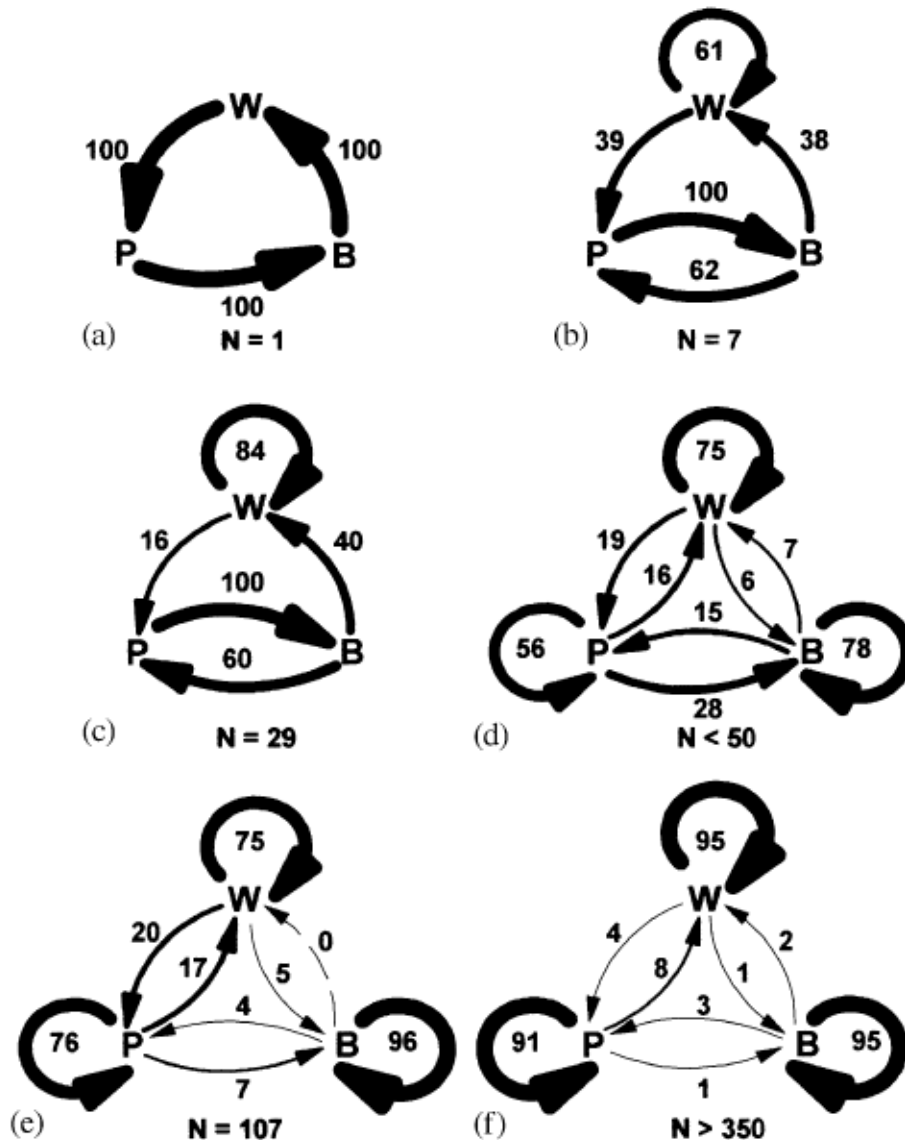 W
100
100
P
B
100
(a)
N = 1
61
W
39
38
100
P
B
62
(b)
N = 7
84
W
16
40
100
P
B
60
(c)
N = 29
75
W
19
7
16
6
15
56
P
B
78
28
(d)
N < 50
75
W
20
0
17
5
4
76
P
B
96
7
(e)
N = 107
95
W
4
2
8
1
3
91
P
B
95
1
(f)
N > 350